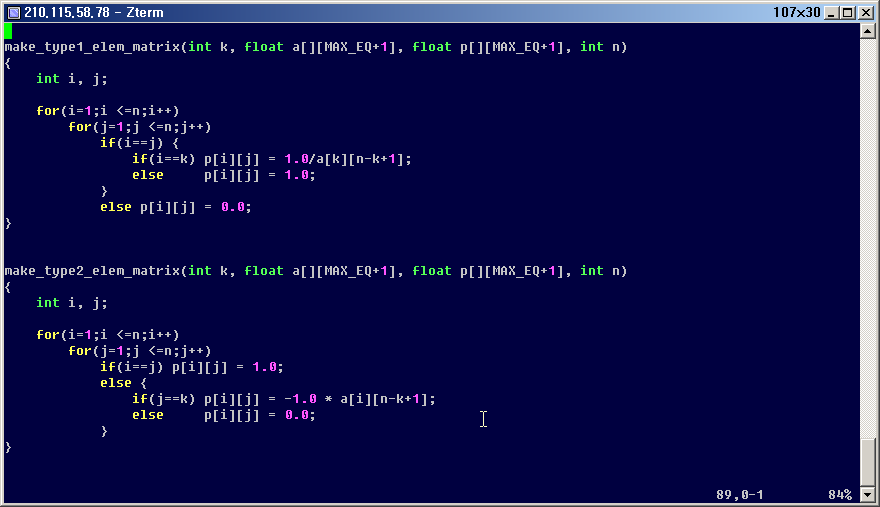 210.115.58.78 - Zterm 107×30
make_type1_elem_matrix(int k, float a[][MAX_EQ+1], float p[][MAX_EQ+1], int n)
{
    int i, j;
    for(i=1;i <=n;i++)
        for(j=1;j <=n;j++)
            if(i==j) {
                if(i==k) p[i][j] = 1.0/a[k][n-k+1];
                else     p[i][j] = 1.0;
            }
            else p[i][j] = 0.0;
}
make_type2_elem_matrix(int k, float a[][MAX_EQ+1], float p[][MAX_EQ+1], int n)
{
    int i, j;
    for(i=1;i <=n;i++)
        for(j=1;j <=n;j++)
            if(i==j) p[i][j] = 1.0;
            else {
                if(j==k) p[i][j] = -1.0 * a[i][n-k+1];
                else     p[i][j] = 0.0;
            }
}
89,0-1 84%